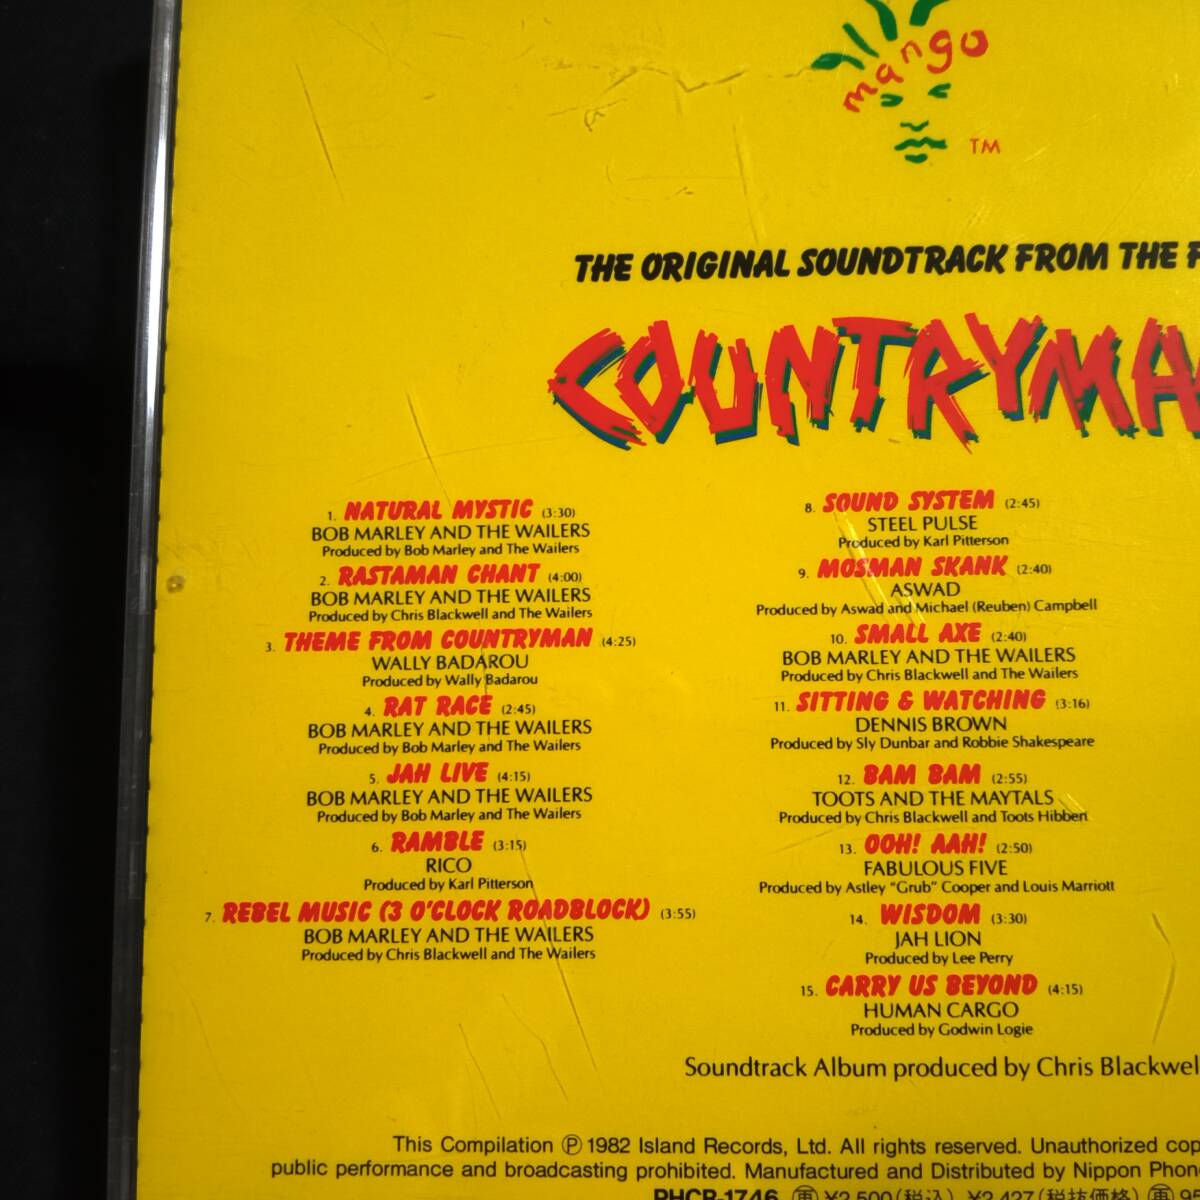 mango
TM
THE ORIGINAL SOUNDTRACK FROM THE
COUNTRYMA
1. NATURAL MYSTIC (3:30)
BOB MARLEY AND THE WAILERS
Produced by Bob Marley and The Wailers
2. RASTAMAN CHANT (4:00)
BOB MARLEY AND THE WAILERS
Produced by Chris Blackwell and The Wailers
3. THEME FROM COUNTRYMAN (4:25)
WALLY BADAROU
Produced by Wally Badarou
4. RAT RACE (2:45)
BOB MARLEY AND THE WAILERS
Produced by Bob Marley and The Wailers
5. JAH LIVE (4:15)
BOB MARLEY AND THE WAILERS
Produced by Bob Marley and The Wailers
6. RAMBLE (3:15)
RICO
Produced by Karl Pitterson
7. REBEL MUSIC (3 O'CLOCK ROADBLOCK) (3:55)
BOB MARLEY AND THE WAILERS
Produced by Chris Blackwell and The Wailers
8. SOUND SYSTEM (2:45)
STEEL PULSE
Produced by Karl Pitterson
9. MOSMAN SKANK (2:40)
ASWAD
Produced by Aswad and Michael (Reuben) Campbell
10. SMALL AXE (2:40)
BOB MARLEY AND THE WAILERS
Produced by Chris Blackwell and The Wailers
11. SITTING & WATCHING (3:16)
DENNIS BROWN
Produced by Sly Dunbar and Robbie Shakespeare
12. BAM BAM (2:55)
TOOTS AND THE MAYTALS
Produced by Chris Blackwell and Toots Hibbert
13. OOH! AAH! (2:50)
FABULOUS FIVE
Produced by Astley "Grub" Cooper and Louis Marriott
14. WISDOM (3:30)
JAH LION
Produced by Lee Perry
15. CARRY US BEYOND (4:15)
HUMAN CARGO
Produced by Godwin Logie
Soundtrack Album produced by Chris Blackwel
This Compilation Ⓟ 1982 Island Records, Ltd. All rights reserved. Unauthorized cop
public performance and broadcasting prohibited. Manufactured and Distributed by Nippon Phon
PHCR-1746 ¥2,500(税込) ¥2,427(税抜価格)